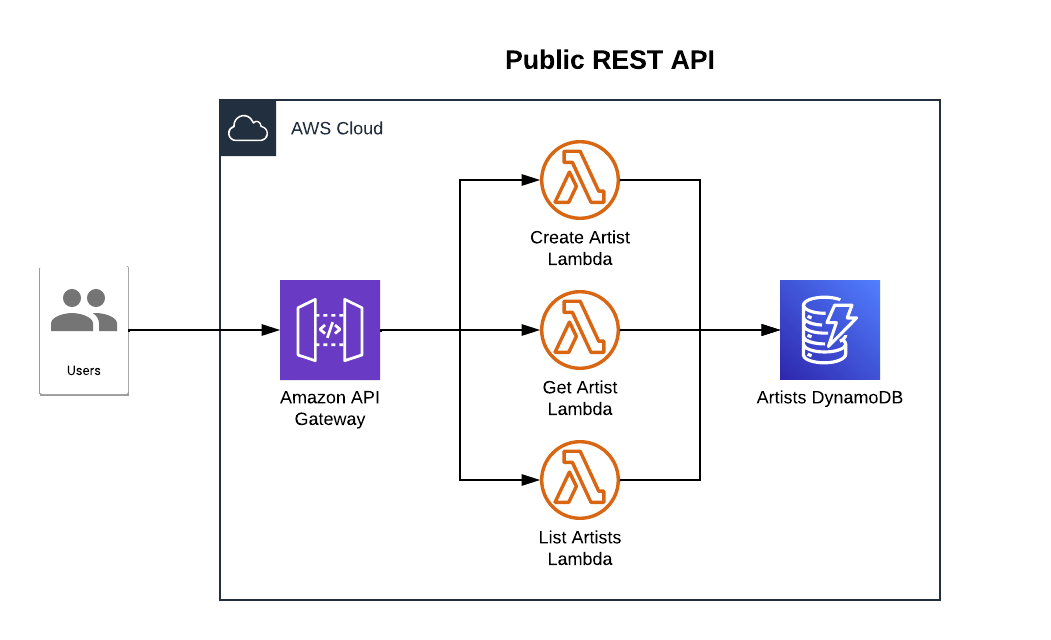 Public REST API
AWS Cloud
Create Artist
Lambda
Users
Amazon API
Gateway
</>
Get Artist
Lambda
Artists DynamoDB
List Artists
Lambda